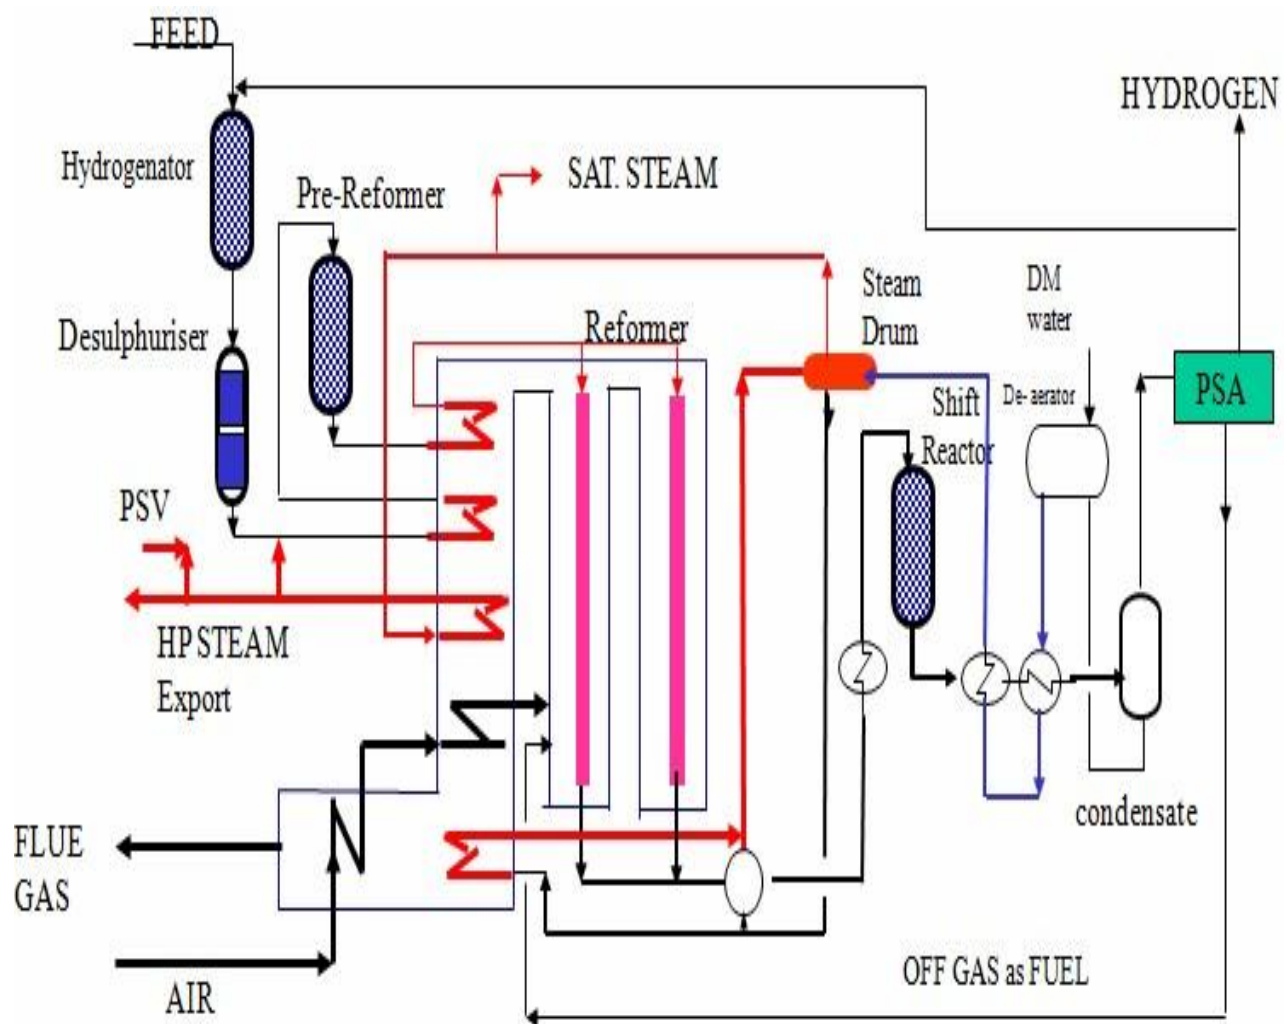 FEED
HYDROGEN
Hydrogenator
SAT. STEAM
Pre-Reformer
Steam
Drum
DM
water
Desulphuriser
Reformer
PSA
De- aerator
Shift
Reactor
PSV
HP STEAM
Export
condensate
FLUE
GAS
OFF GAS as FUEL
AIR